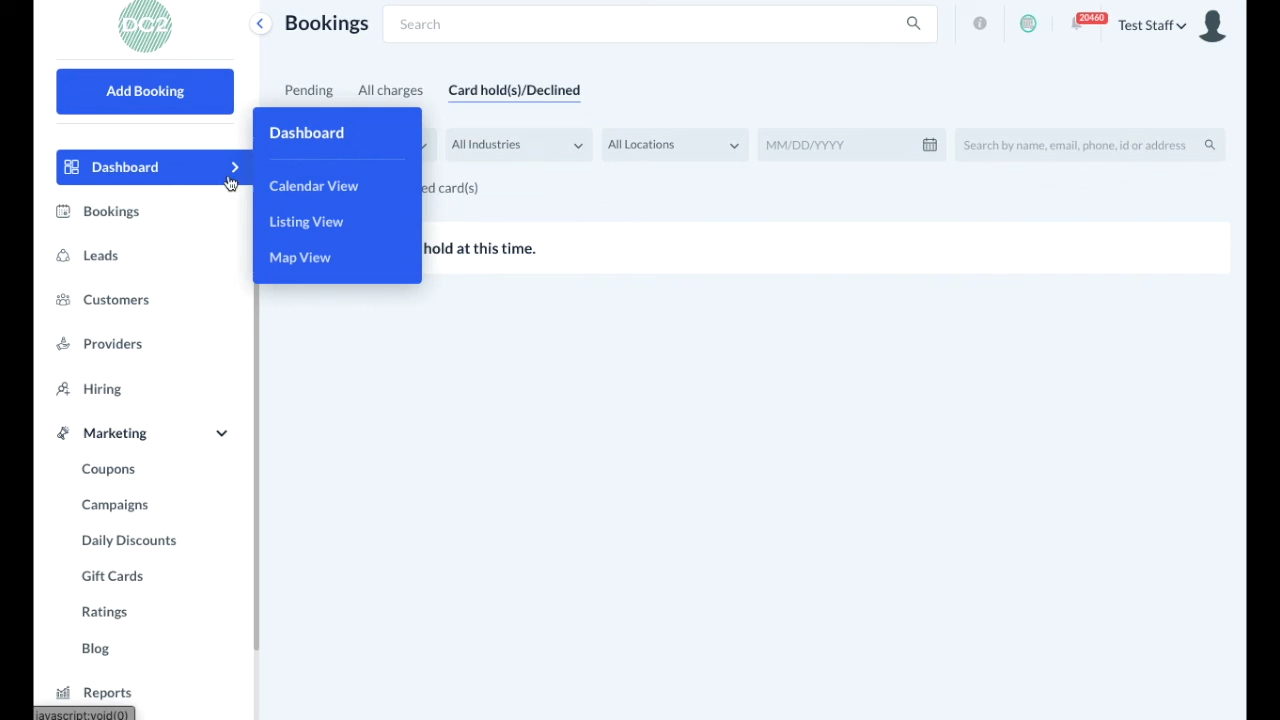 DC2
Bookings
Search
20460
Test Staff
Add Booking
Pending
All charges
Card hold(s)/Declined
Dashboard
All Industries
All Locations
MM/DD/YYYY
Search by name, email, phone, id or address
Dashboard
Calendar View
ed card(s)
Bookings
Listing View
hold at this time.
Leads
Map View
Customers
Providers
Hiring
Marketing
Coupons
Campaigns
Daily Discounts
Gift Cards
Ratings
Blog
Reports
javascript:void(0)